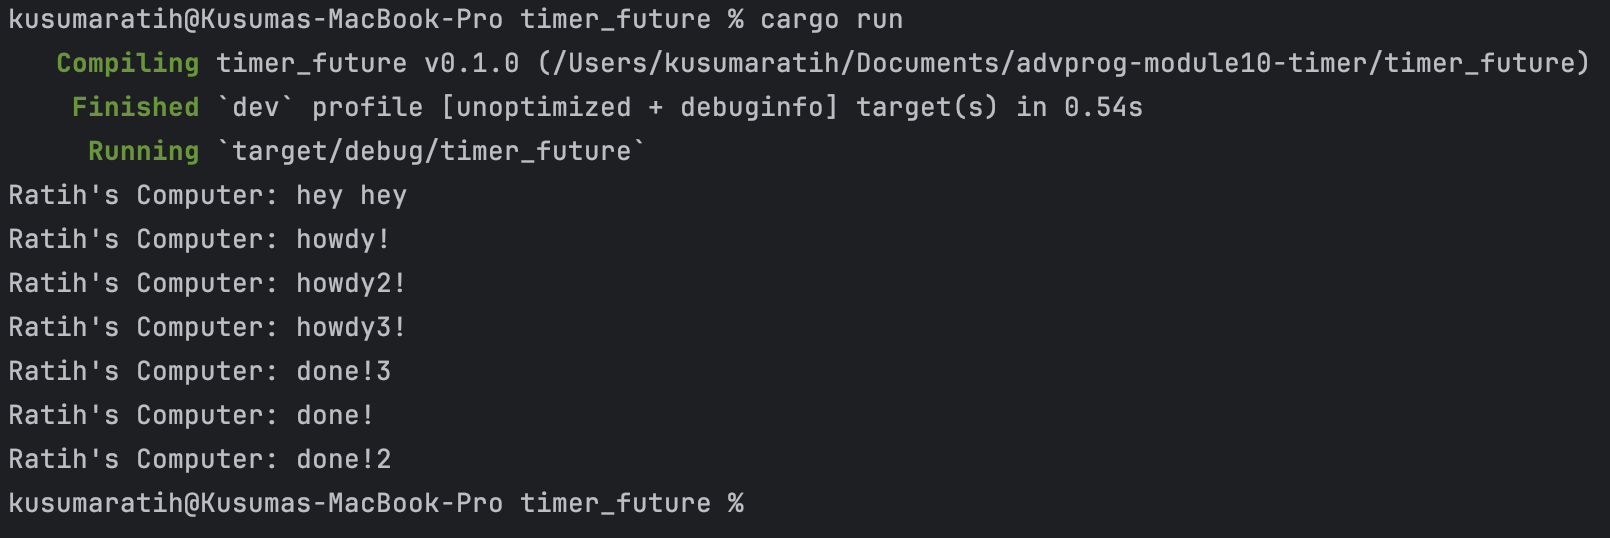 kusumaratih@Kusumas-MacBook-Pro timer_future % cargo run
Compiling timer_future v0.1.0 (/Users/kusumaratih/Documents/advprog-module10-timer/timer_future)
Finished `dev` profile [unoptimized + debuginfo] target(s) in 0.54s
Running `target/debug/timer_future`
Ratih's Computer: hey hey
Ratih's Computer: howdy!
Ratih's Computer: howdy2!
Ratih's Computer: howdy3!
Ratih's Computer: done!3
Ratih's Computer: done!
Ratih's Computer: done!2
kusumaratih@Kusumas-MacBook-Pro timer_future %